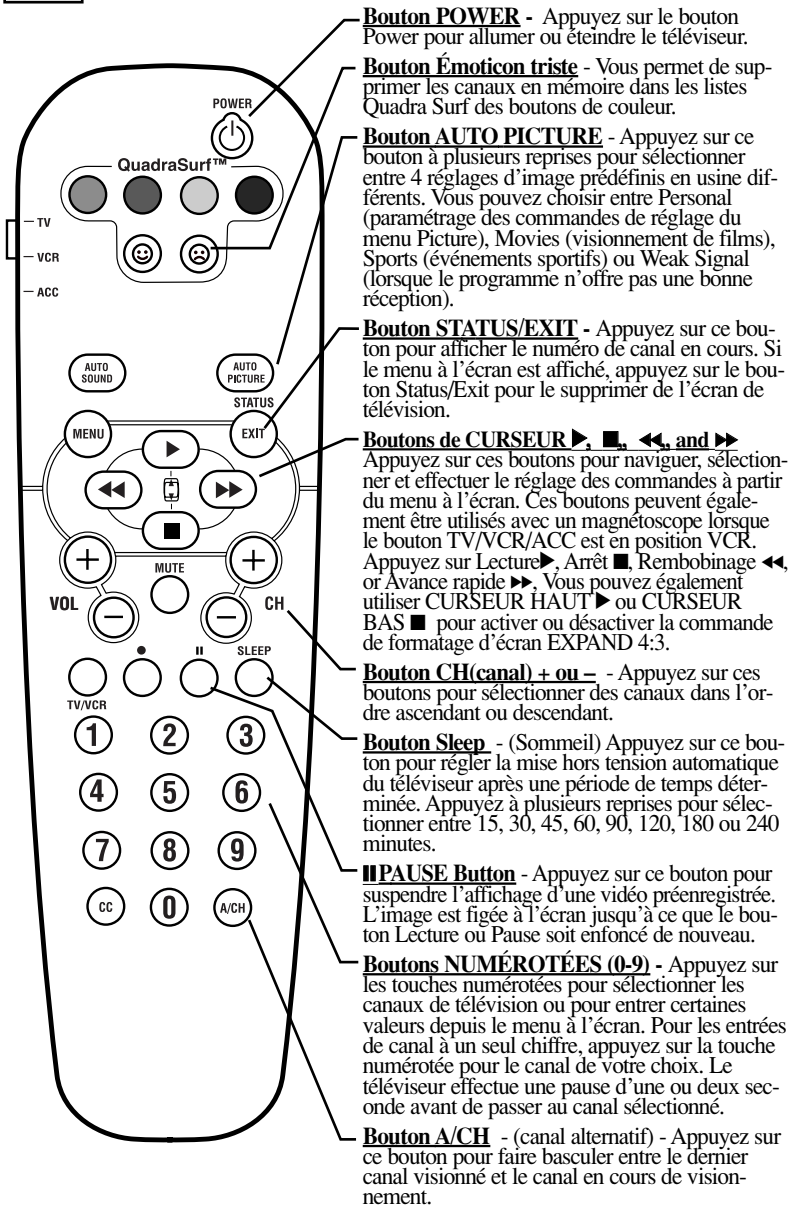 POWER
QuadraSurf™
TV
VCR
ACC
AUTO
SOUND
AUTO
PICTURE
STATUS
MENU
EXIT
MUTE
VOL
CH
SLEEP
TV/VCR
1 2 3
4 5 6
7 8 9
CC 0 A/CH
Bouton POWER - Appuyez sur le bouton
Power pour allumer ou éteindre le téléviseur.
Bouton Émoticon triste - Vous permet de sup-
primer les canaux en mémoire dans les listes
Quadra Surf des boutons de couleur.
Bouton AUTO PICTURE - Appuyez sur ce
bouton à plusieurs reprises pour sélectionner
entre 4 réglages d’image prédéfinis en usine dif-
férents. Vous pouvez choisir entre Personal
(paramétrage des commandes de réglage du
menu Picture), Movies (visionnement de films),
Sports (événements sportifs) ou Weak Signal
(lorsque le programme n’offre pas une bonne
réception).
Bouton STATUS/EXIT - Appuyez sur ce bou-
ton pour afficher le numéro de canal en cours. Si
le menu à l’écran est affiché, appuyez sur le bou-
ton Status/Exit pour le supprimer de l’écran de
télévision.
Boutons de CURSEUR ▶, ■,, ◀◀,, and ▶▶
Appuyez sur ces boutons pour naviguer, sélection-
ner et effectuer le réglage des commandes à partir
du menu à l’écran. Ces boutons peuvent égale-
ment être utilisés avec un magnétoscope lorsque
le bouton TV/VCR/ACC est en position VCR.
Appuyez sur Lecture▶, Arrêt ■, Rembobinage ◀◀,
or Avance rapide ▶▶, Vous pouvez également
utiliser CURSEUR HAUT ▶ ou CURSEUR
BAS ■ pour activer ou désactiver la commande
de formatage d’écran EXPAND 4:3.
Bouton CH(canal) + ou – - Appuyez sur ces
boutons pour sélectionner des canaux dans l’or-
dre ascendant ou descendant.
Bouton Sleep - (Sommeil) Appuyez sur ce bou-
ton pour régler la mise hors tension automatique
du téléviseur après une période de temps déter-
minée. Appuyez à plusieurs reprises pour sélec-
tionner entre 15, 30, 45, 60, 90, 120, 180 ou 240
minutes.
⏸PAUSE Button - Appuyez sur ce bouton pour
suspendre l’affichage d’une vidéo préenregistrée.
L’image est figée à l’écran jusqu’à ce que le bou-
ton Lecture ou Pause soit enfoncé de nouveau.
Boutons NUMÉROTÉES (0-9) - Appuyez sur
les touches numérotées pour sélectionner les
canaux de télévision ou pour entrer certaines
valeurs depuis le menu à l’écran. Pour les entrées
de canal à un seul chiffre, appuyez sur la touche
numérotée pour le canal de votre choix. Le
téléviseur effectue une pause d’une ou deux sec-
onde avant de passer au canal sélectionné.
Bouton A/CH - (canal alternatif) - Appuyez sur
ce bouton pour faire basculer entre le dernier
canal visionné et le canal en cours de vision-
nement.